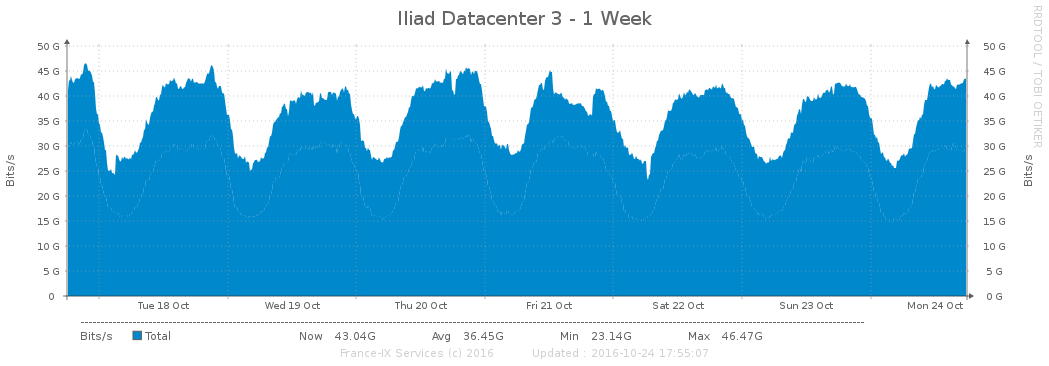 Iliad Datacenter 3 - 1 Week
RRDTOOL / TOBI OETIKER
Bits/s
50 G 50 G
45 G 45 G
40 G 40 G
35 G 35 G
30 G 30 G
25 G 25 G
20 G 20 G
15 G 15 G
10 G 10 G
5 G 5 G
0 0 G
Bits/s
Tue 18 Oct Wed 19 Oct Thu 20 Oct Fri 21 Oct Sat 22 Oct Sun 23 Oct Mon 24 Oct
Bits/s Total Now 43.04G Avg 36.45G Min 23.14G Max 46.47G
France-IX Services (c) 2016 Updated : 2016-10-24 17:55:07